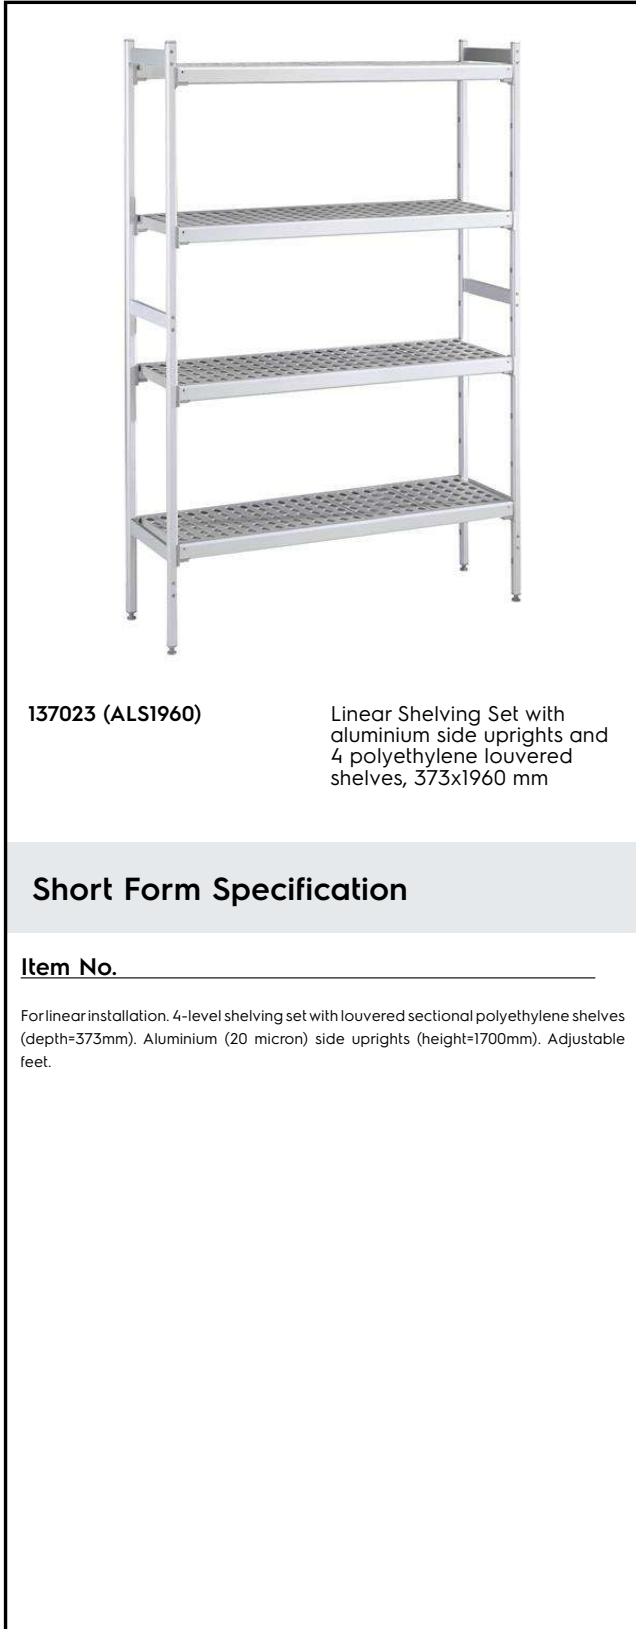 137023 (ALS1960)
Linear Shelving Set with
aluminium side uprights and
4 polyethylene louvered
shelves, 373x1960 mm
Short Form Specification
Item No.
For linear installation. 4-level shelving set with louvered sectional polyethylene shelves
(depth=373mm). Aluminium (20 micron) side uprights (height=1700mm). Adjustable
feet.